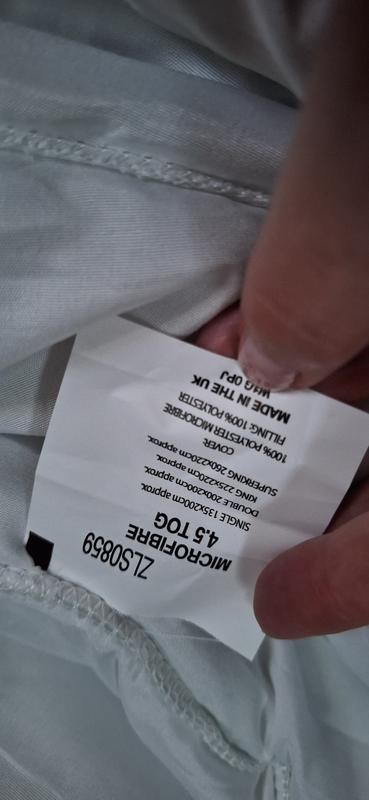 ZLS0859
MICROFIBRE
4.5 TOG
SINGLE 135x200cm approx.
DOUBLE 200x200cm approx.
KING 225x220cm approx.
SUPERKING 260x220cm approx.
COVER:
100% POLYESTER MICROFIBRE
FILLING: 100% POLYESTER
MADE IN THE UK
W1G 0PJ